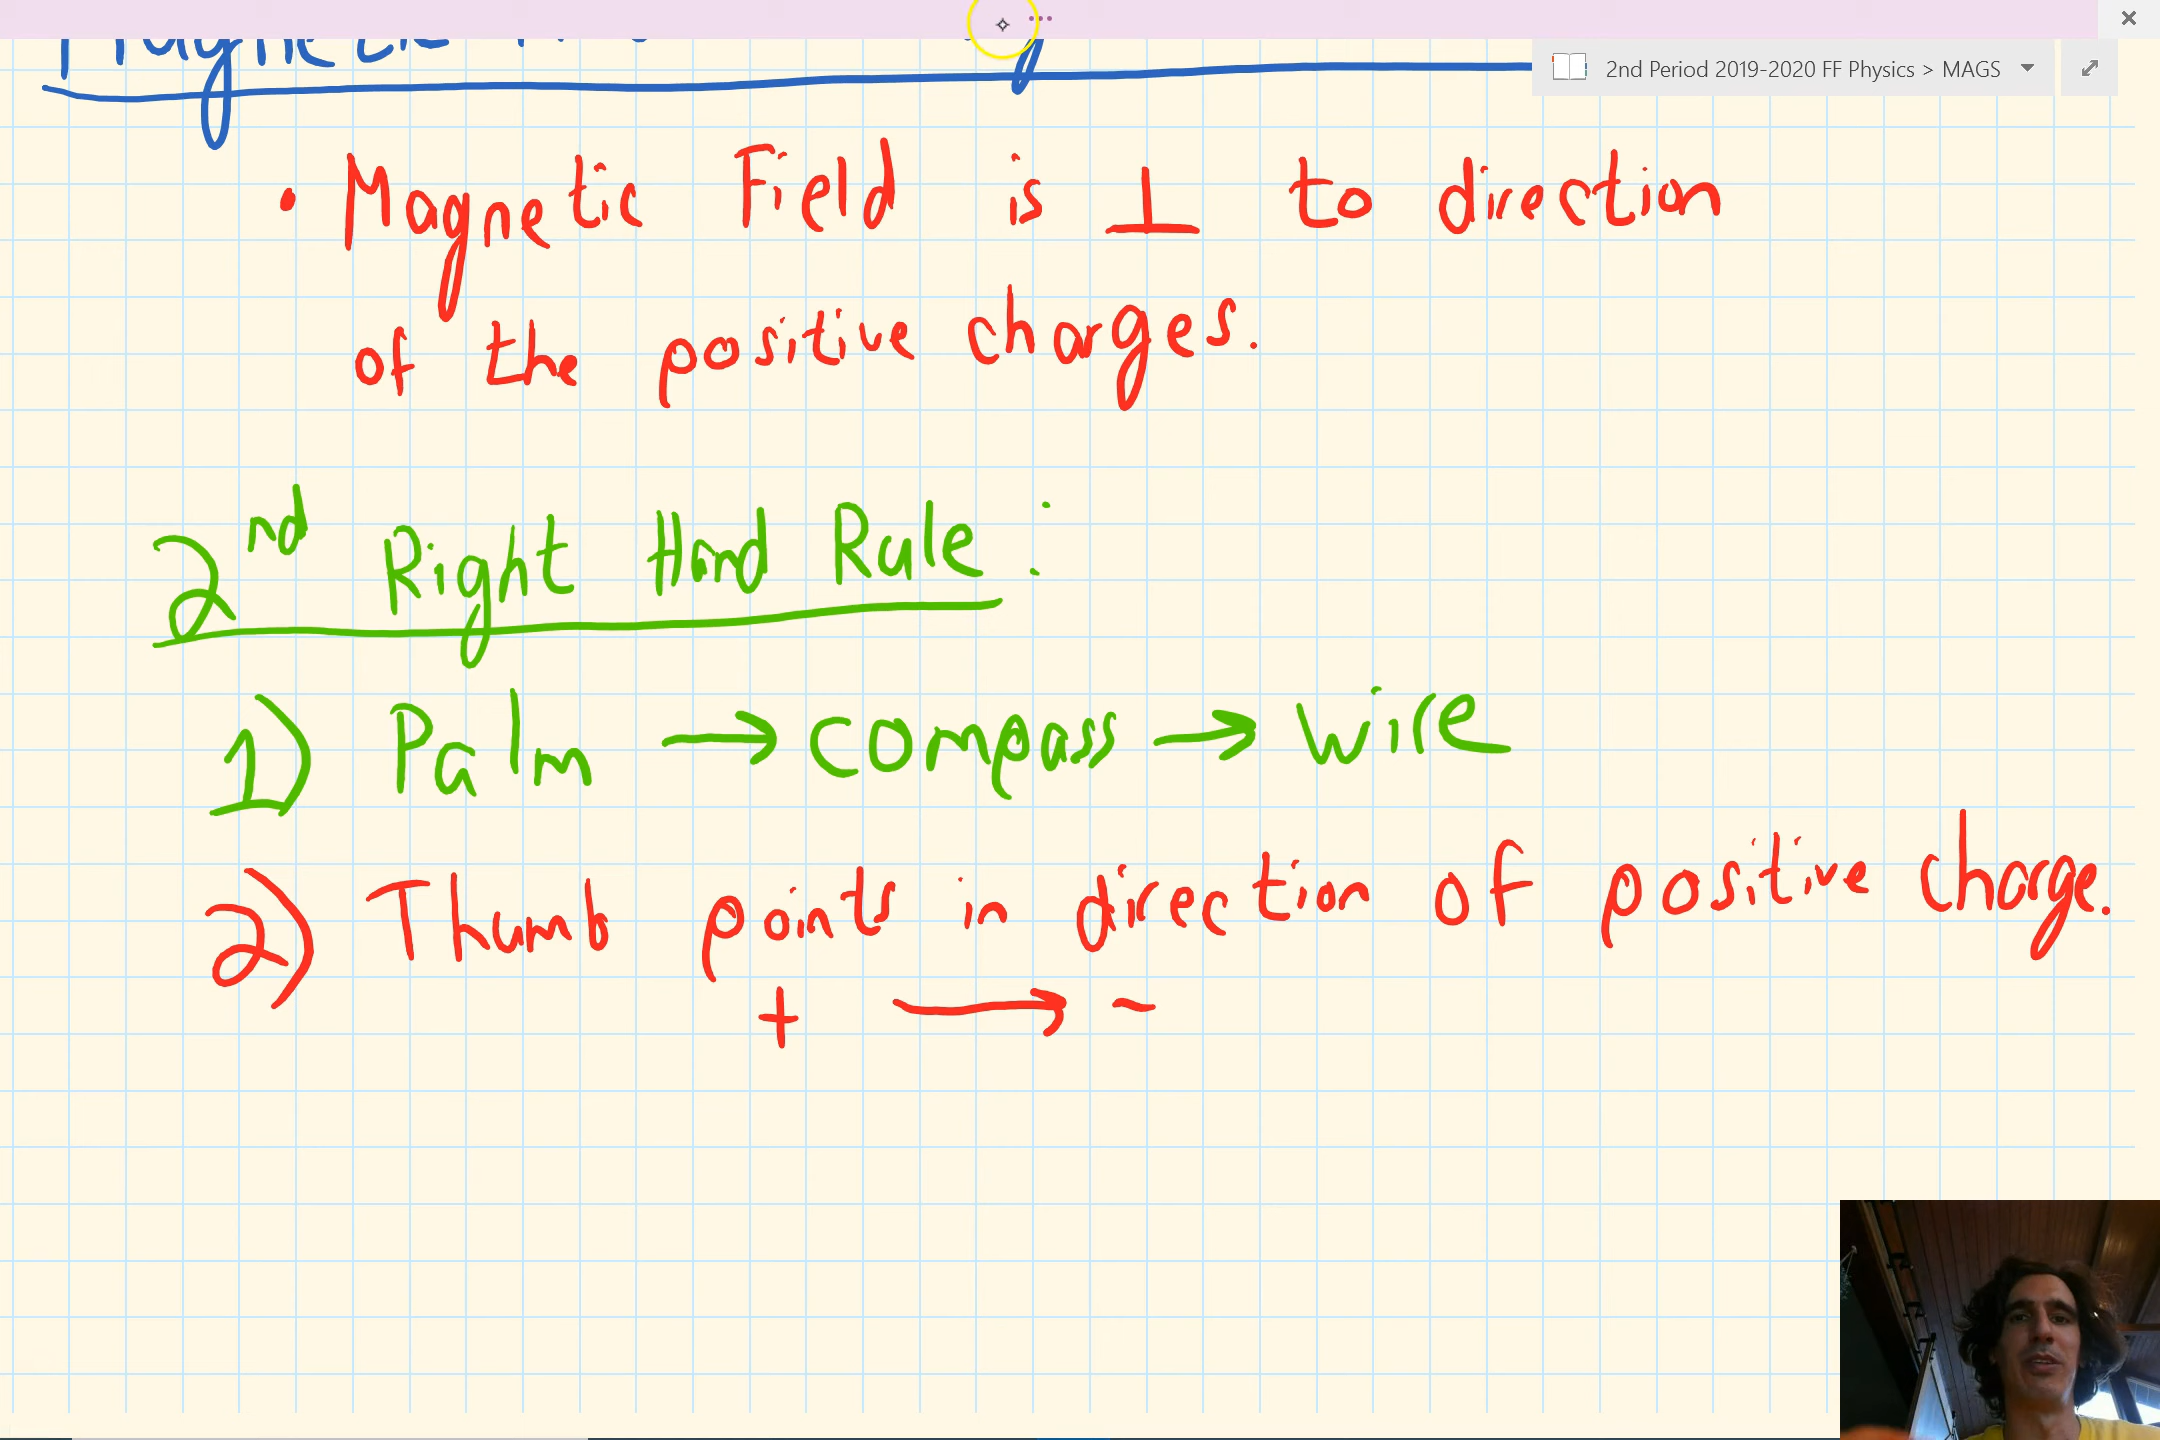 Magnetic
2nd Period 2019-2020 FF Physics > MAGS
• Magnetic Field is ⊥ to direction
of the positive charges.
2nd Right Hand Rule :
1) Palm → compass → wire
2) Thumb points in direction of positive charge.
+ → -